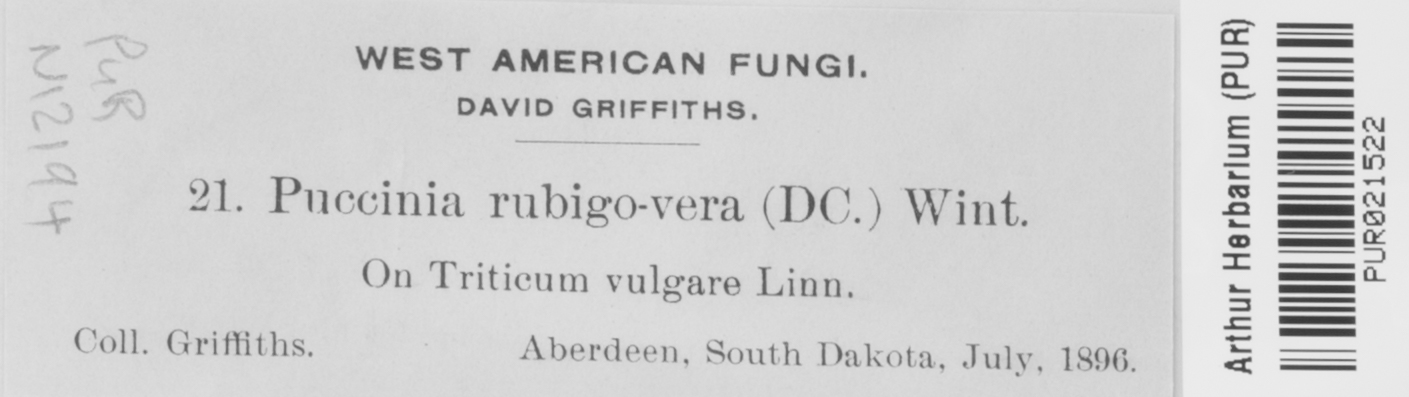 WEST AMERICAN FUNGI.
DAVID GRIFFITHS.
21. Puccinia rubigo-vera (DC.) Wint.
On Triticum vulgare Linn.
Coll. Griffiths. Aberdeen, South Dakota, July, 1896.
PUR
N1294
Arthur Herbarium (PUR)
PUR021522